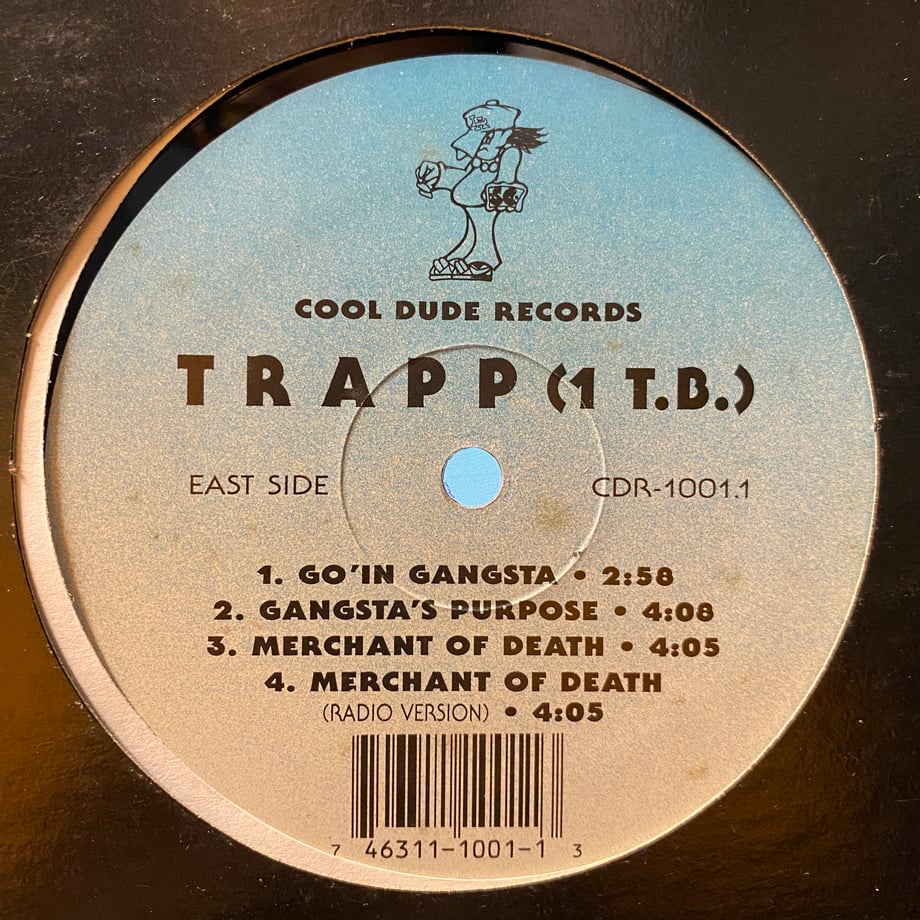 COOL DUDE RECORDS
TRAPP (1 T.B.)
EAST SIDE CDR-1001.1
1. GO'IN GANGSTA • 2:58
2. GANGSTA'S PURPOSE • 4:08
3. MERCHANT OF DEATH • 4:05
4. MERCHANT OF DEATH
(RADIO VERSION) • 4:05
7 46311-1001-1 3